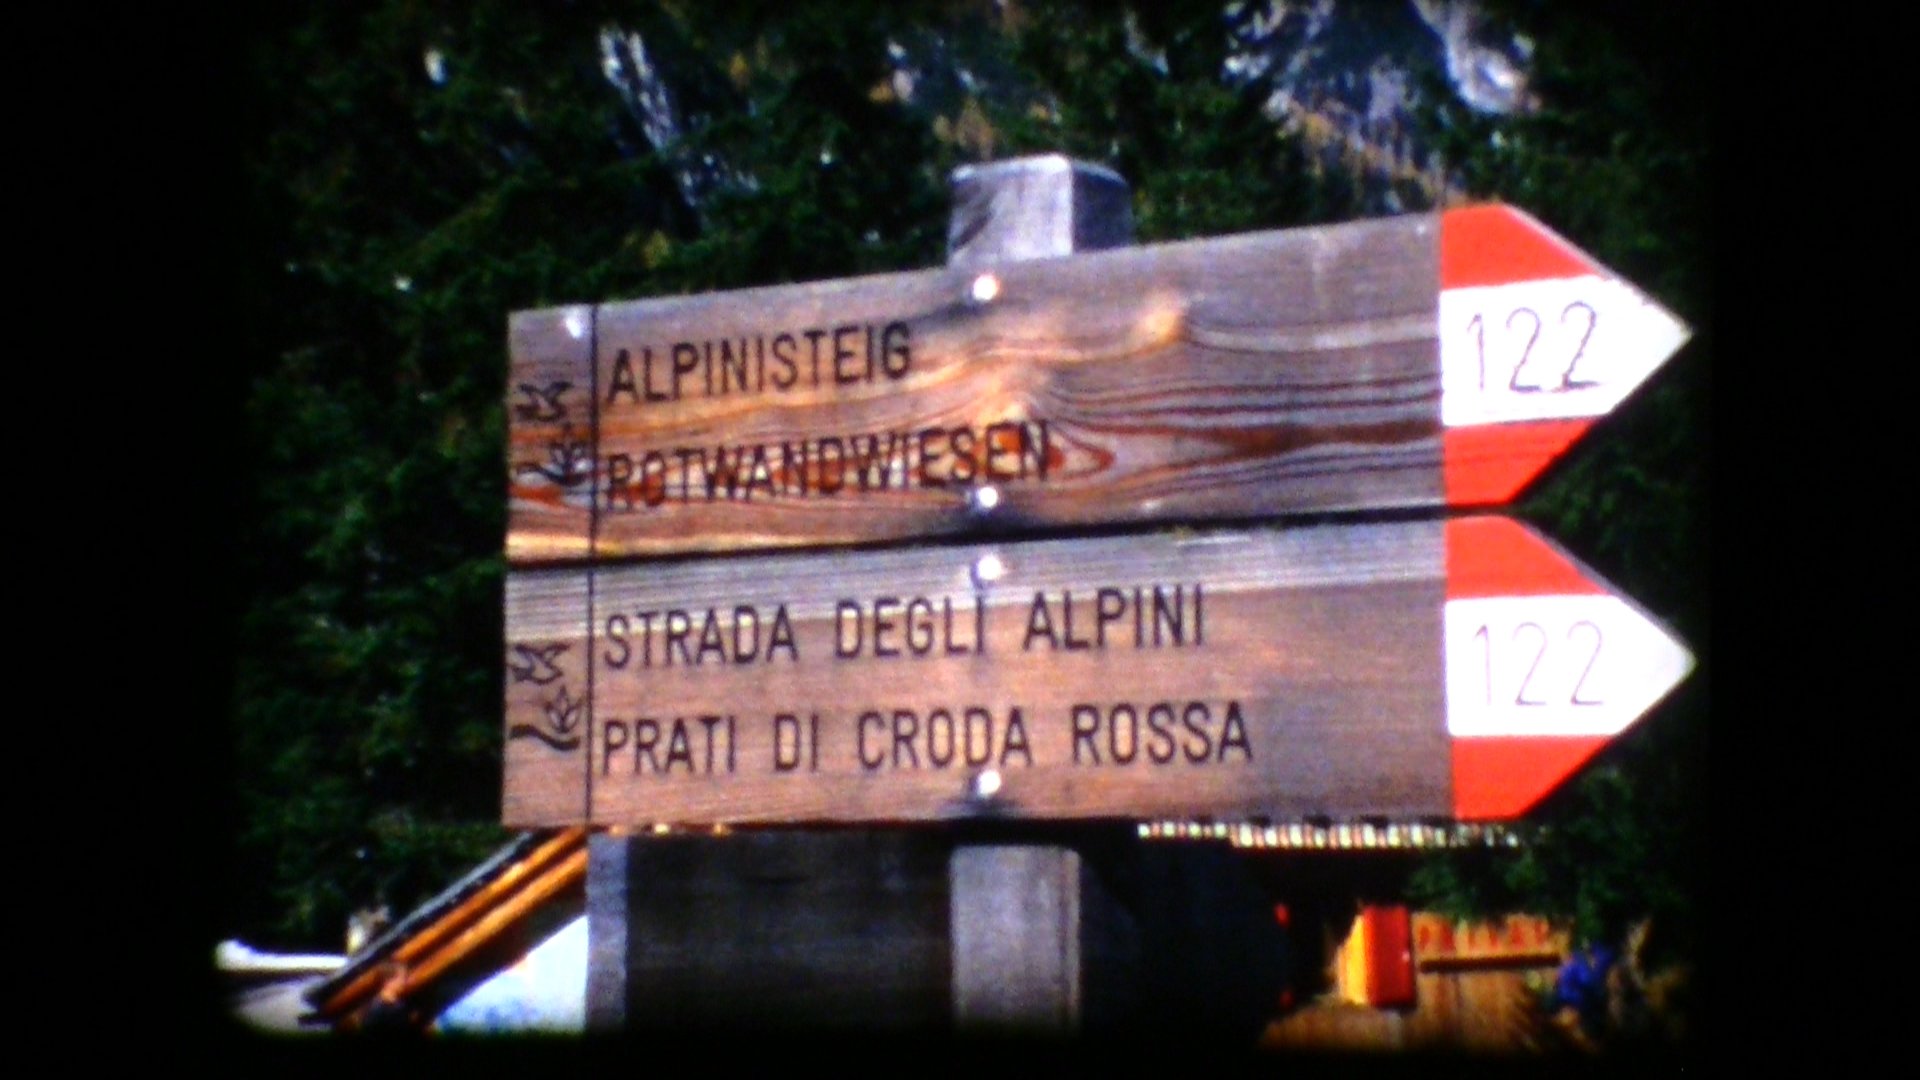 ALPINISTEIG
ROTWANDWIESEN
122
STRADA DEGLI ALPINI
PRATI DI CRODA ROSSA
122